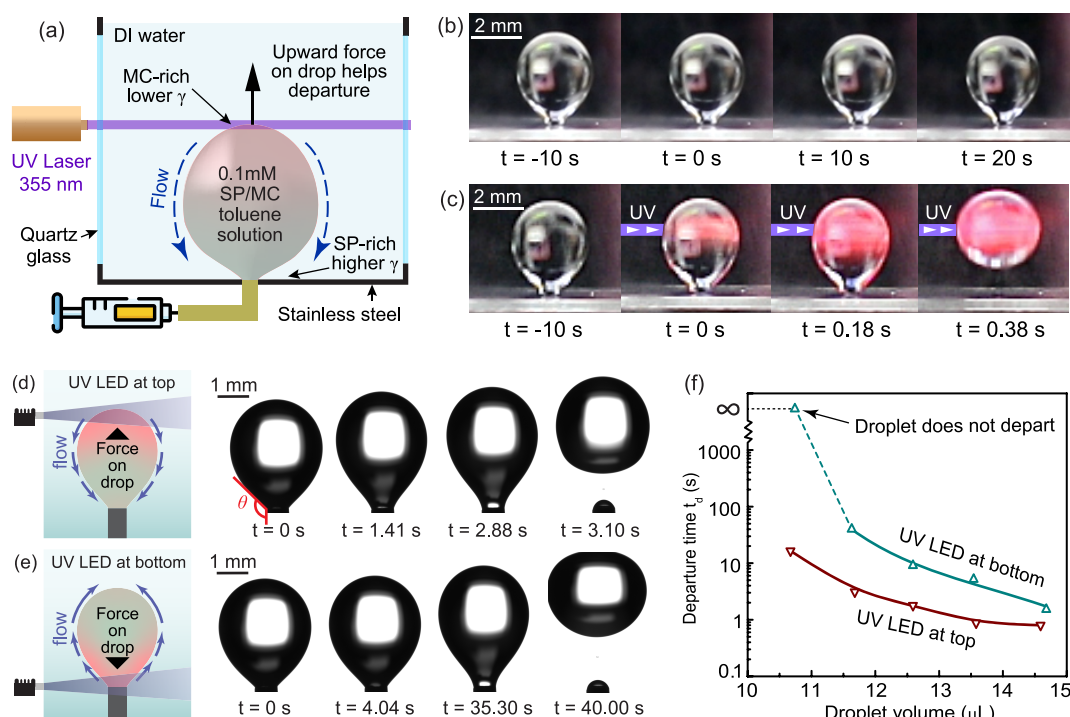 (a)
DI water
MC-rich
lower γ
Upward force
on drop helps
departure
UV Laser
355 nm
Flow
0.1mM
SP/MC
toluene
solution
Quartz
glass
SP-rich
higher γ
Stainless steel
(b)
2 mm
t = -10 s
t = 0 s
10 s
t = 20 s
(c)
2 mm
UV
UV
UV
t = -10 s
t = 0 s
t = 0.18 s
t = 0.38 s
(d)
UV LED at top
flow
Force
on
drop
1 mm
θ
t = 0 s
t = 1.41 s
t = 2.88 s
t = 3.10 s
(e)
UV LED at bottom
flow
Force
on
drop
1 mm
t = 0 s
t = 4.04 s
t = 35.30 s
t = 40.00 s
(f)
∞
1000
100
10
1
0.1
Departure time t_d (s)
Droplet does not depart
UV LED at bottom
UV LED at top
10
11
12
13
14
15
Droplet volume (μL)